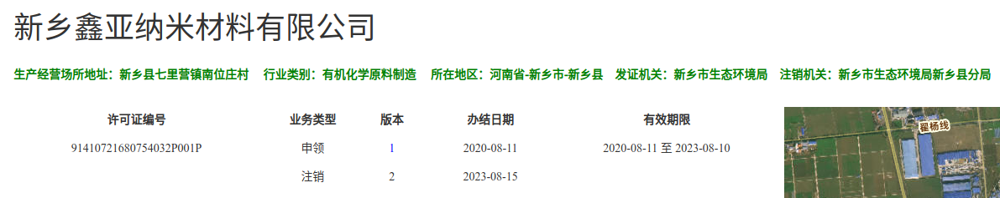 新乡鑫亚纳米材料有限公司
生产经营场所地址：新乡县七里营镇南位庄村 行业类别：有机化学原料制造 所在地区：河南省-新乡市-新乡县 发证机关：新乡市生态环境局 注销机关：新乡市生态环境局新乡县分局
许可证编号 业务类型 版本 办结日期 有效期限
91410721680754032P001P 申领 1 2020-08-11 2020-08-11 至 2023-08-10
注销 2 2023-08-15
翟杨线